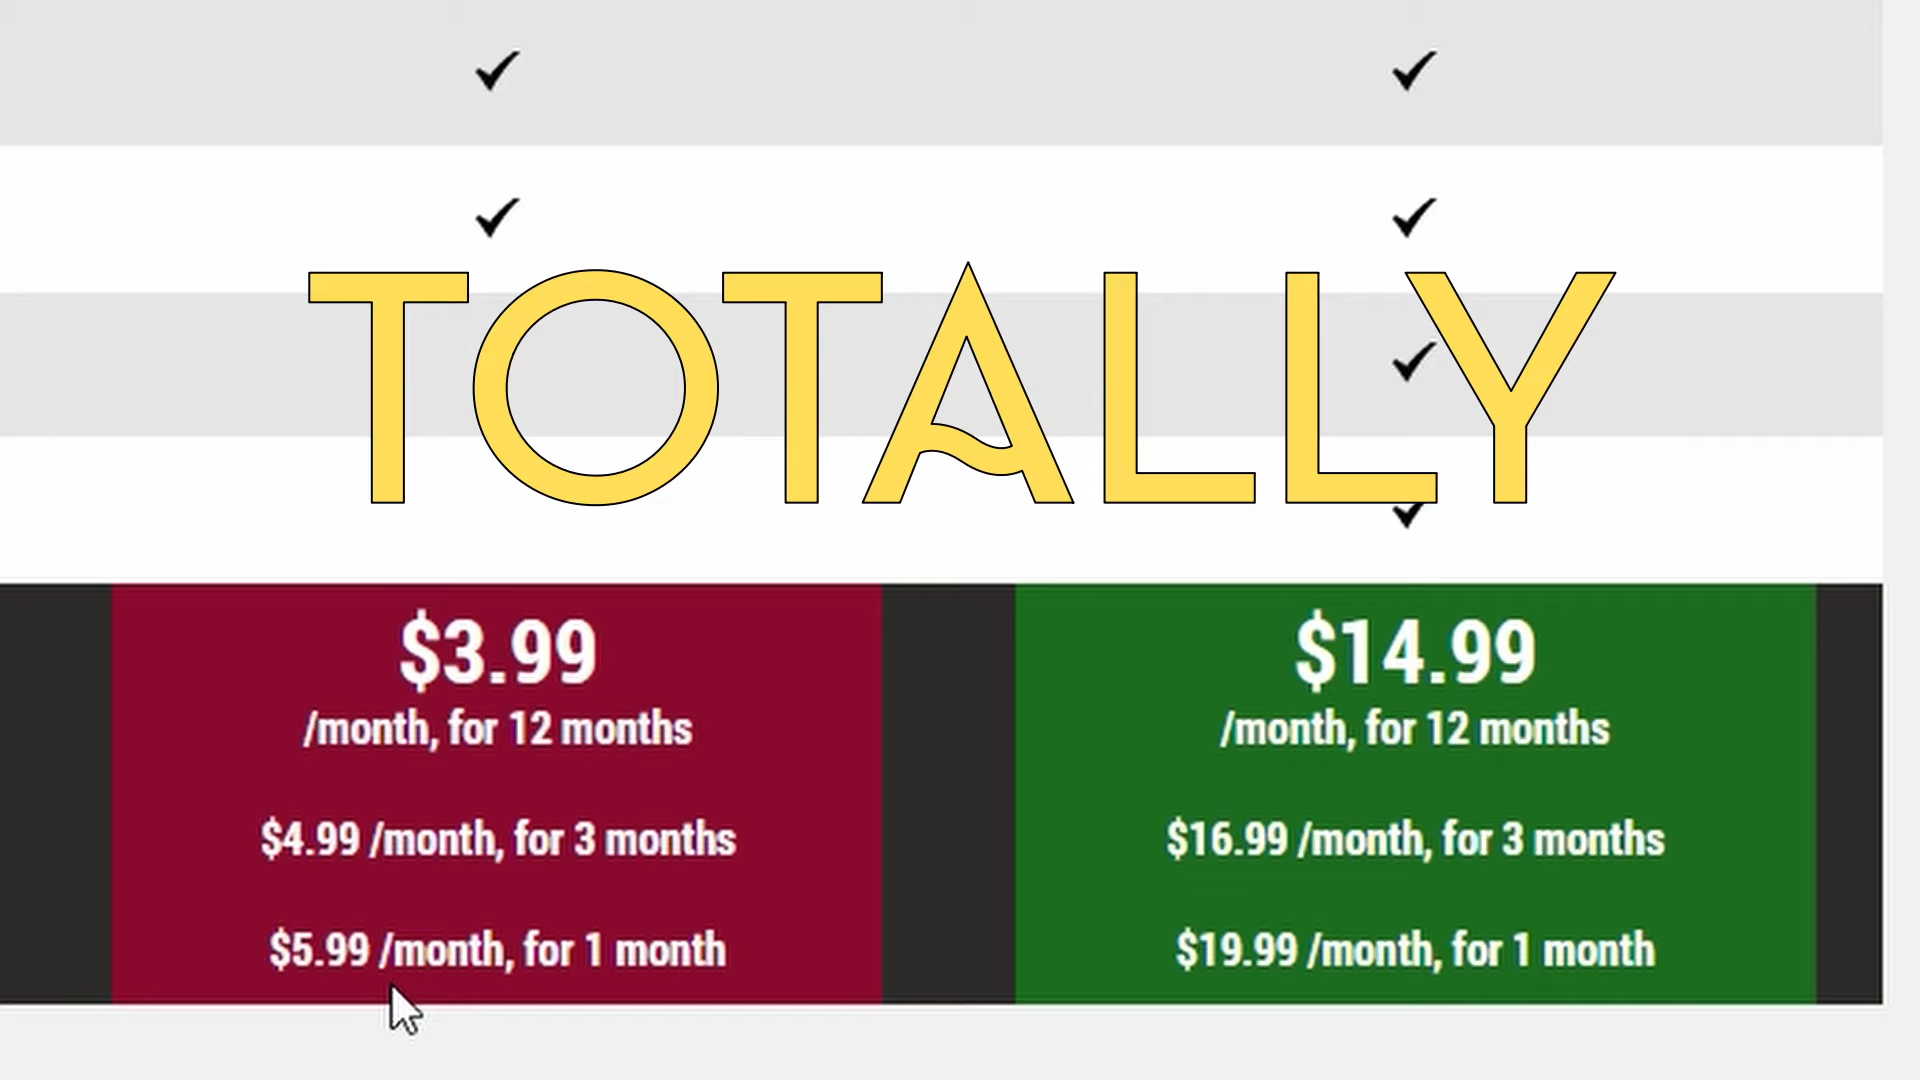 TOTALLY
$3.99
/month, for 12 months
$4.99 /month, for 3 months
$5.99 /month, for 1 month
$14.99
/month, for 12 months
$16.99 /month, for 3 months
$19.99 /month, for 1 month